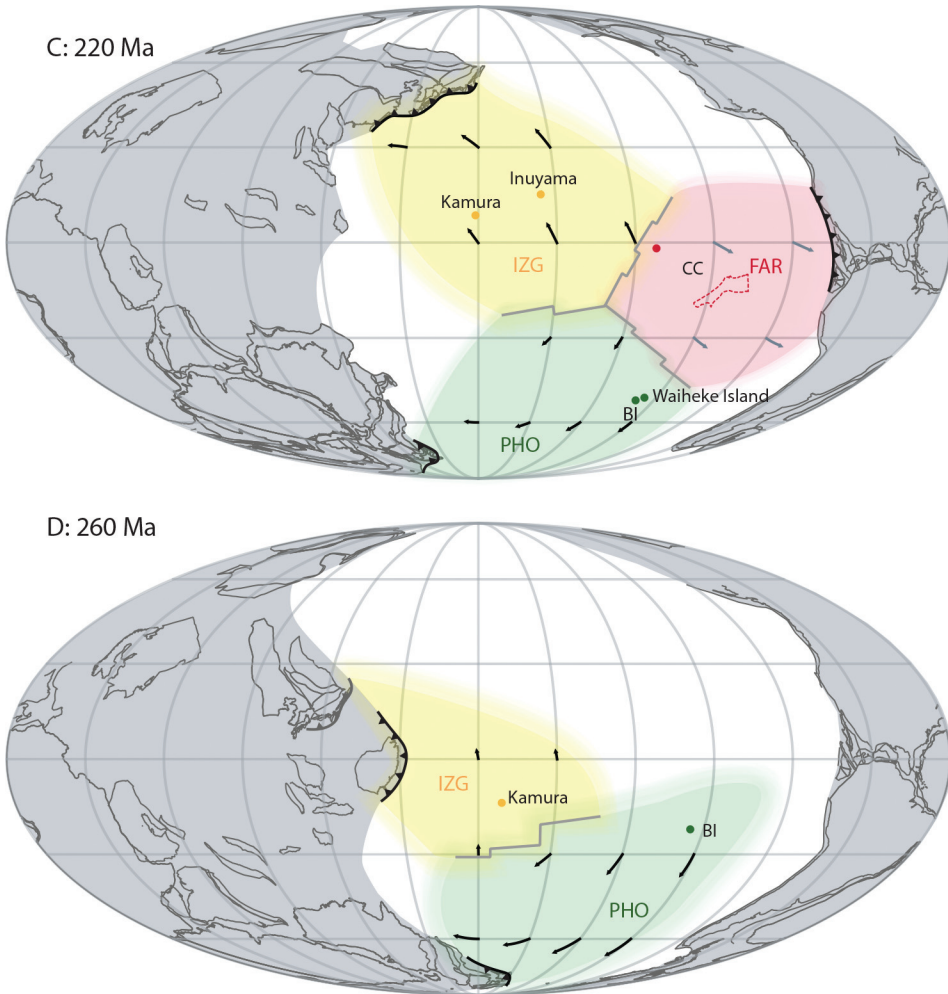 C: 220 Ma
Inuyama
Kamura
IZG
CC
FAR
Waiheke Island
BI
PHO
D: 260 Ma
IZG
Kamura
BI
PHO